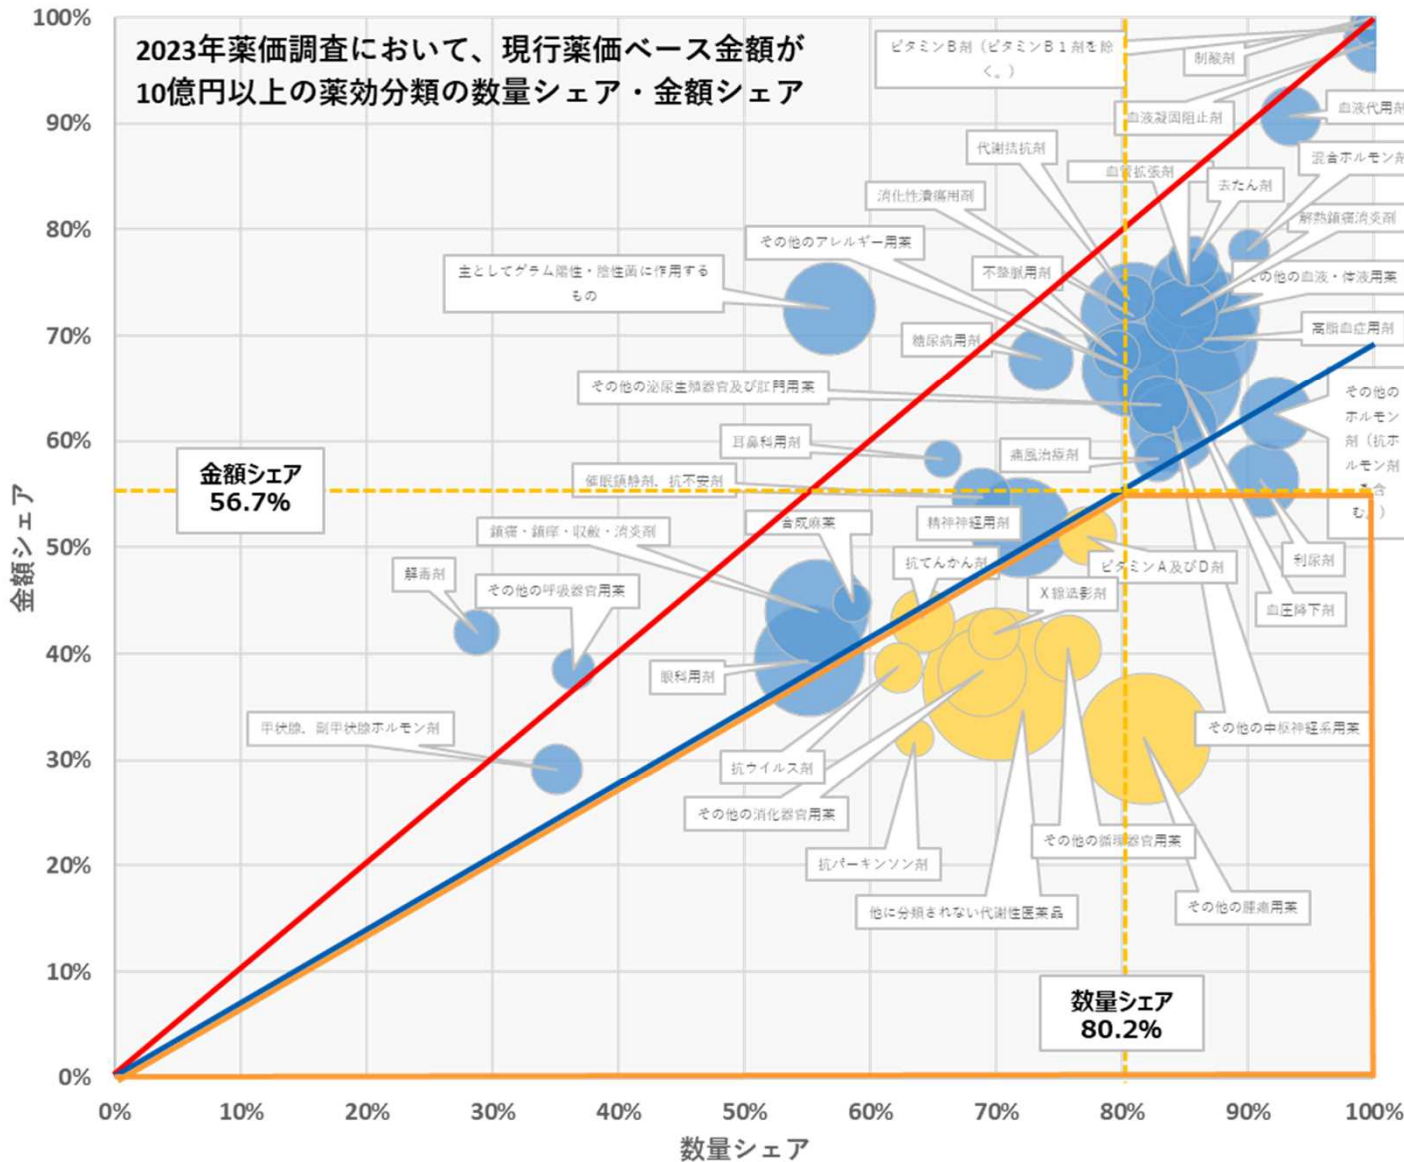 100%
90%
80%
70%
60%
50%
40%
30%
20%
10%
0%
金額シェア
2023年薬価調査において、現行薬価ベース金額が
10億円以上の薬効分類の数量シェア・金額シェア
ビタミンB剤（ビタミンB1剤を除
く。）
制酸剤
血液凝固阻止剤
血液代用剤
代謝拮抗剤
血管拡張剤
混合ホルモン剤
去たん剤
消化性潰瘍用剤
解熱鎮痛消炎剤
その他のアレルギー用薬
主としてグラム陽性・陰性菌に作用する
もの
不整脈用剤
その他の血液・体液用薬
糖尿病用剤
高脂血症用剤
その他の泌尿生殖器官及び肛門用薬
その他の
ホルモン
剤（抗ホ
ルモン剤
を含
む。）
耳鼻科用剤
痛風治療剤
金額シェア
56.7%
催眠鎮静剤，抗不安剤
鎮痛・鎮痒・収斂・消炎剤
合成麻薬
精神神経用剤
抗てんかん剤
ビタミンA及びD剤
利尿剤
解毒剤
その他の呼吸器官用薬
X線造影剤
血圧降下剤
眼科用剤
甲状腺，副甲状腺ホルモン剤
その他の中枢神経系用薬
抗ウイルス剤
その他の消化器官用薬
その他の循環器官用薬
抗パーキンソン剤
他に分類されない代謝性医薬品
その他の腫瘍用薬
数量シェア
80.2%
0%
10%
20%
30%
40%
50%
60%
70%
80%
90%
100%
数量シェア